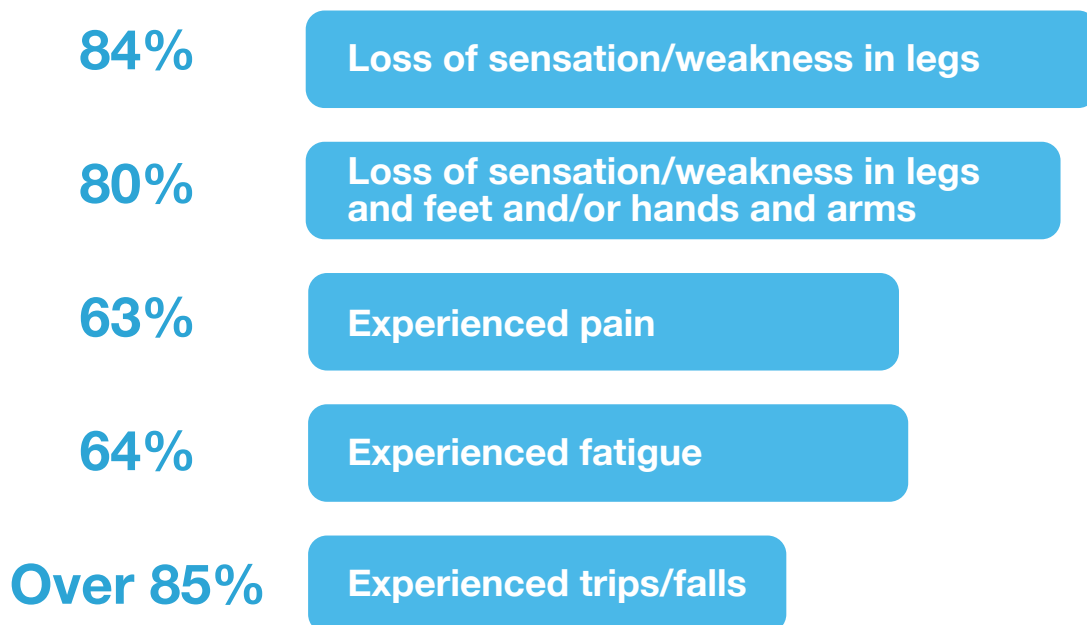 84%
Loss of sensation/weakness in legs
80%
Loss of sensation/weakness in legs
and feet and/or hands and arms
63%
Experienced pain
64%
Experienced fatigue
Over 85%
Experienced trips/falls